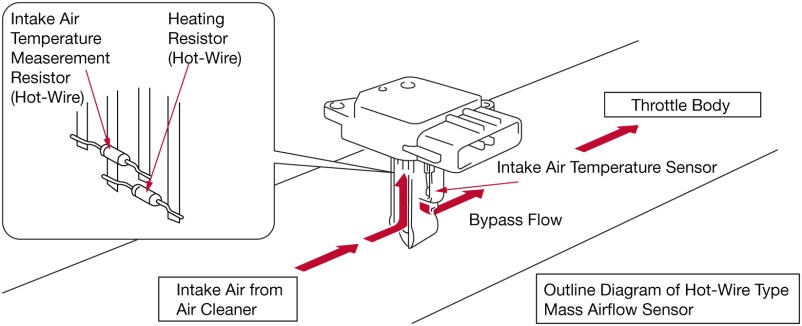 Intake Air
Temperature
Measerement
Resistor
(Hot-Wire)
Heating
Resistor
(Hot-Wire)
Throttle Body
Intake Air Temperature Sensor
Bypass Flow
Intake Air from
Air Cleaner
Outline Diagram of Hot-Wire Type
Mass Airflow Sensor